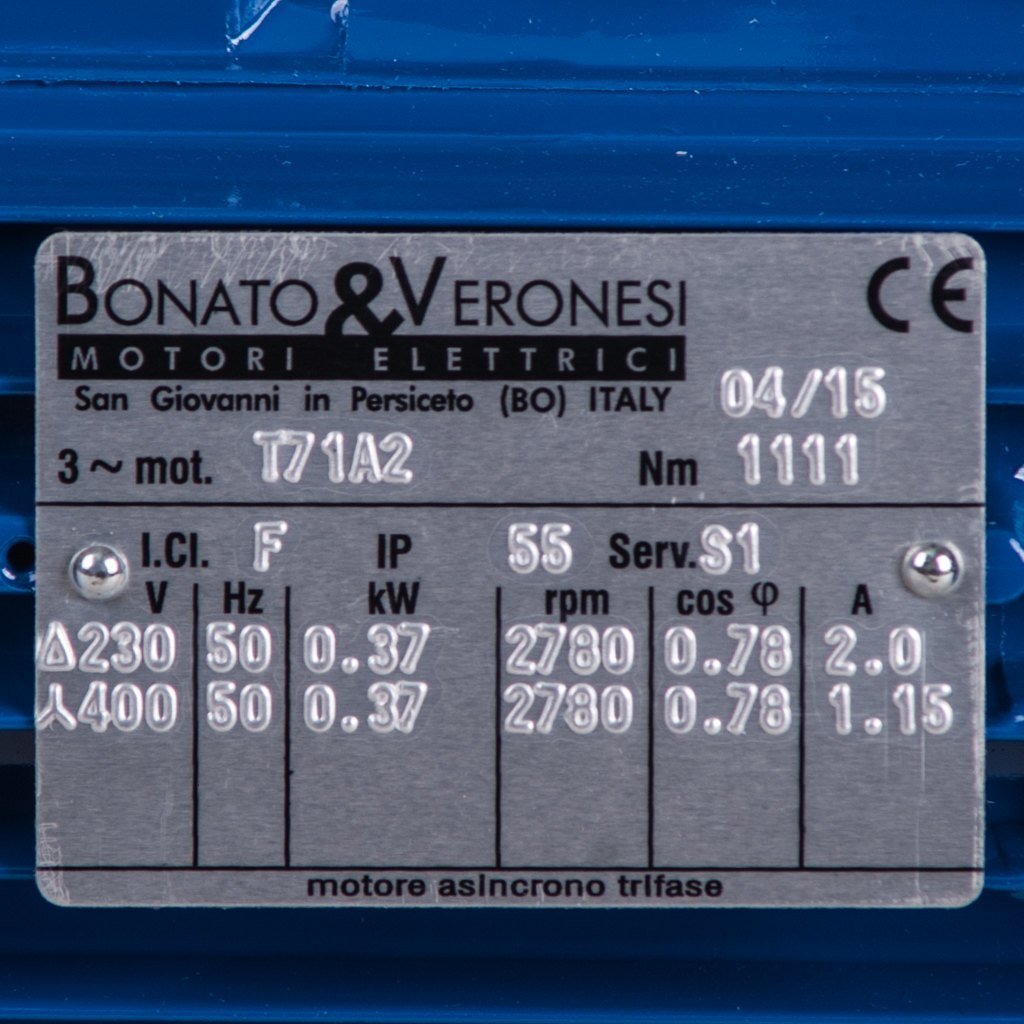 BONATO & VERONESI CE
MOTORI ELETTRICI
San Giovanni in Persiceto (BO) ITALY 04/15
3 ~ mot. T71A2 Nm 1111
I.Cl. F IP 55 Serv. S1
V Hz kW rpm cos φ A
Δ230 50 0.37 2780 0.78 2.0
⅄400 50 0.37 2780 0.78 1.15
motore asincrono trifase